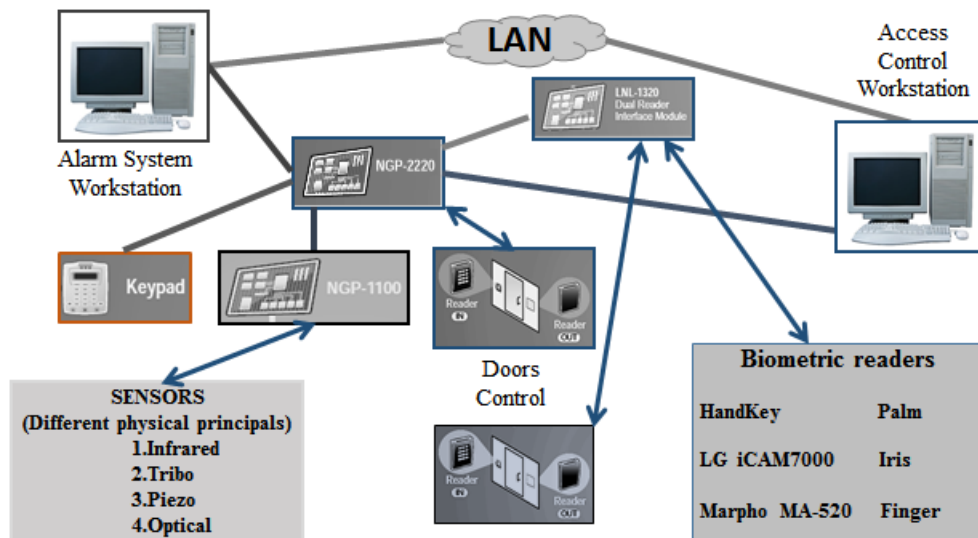 LAN
Access
Control
Workstation
LNL-1320
Dual Reader
Interface Module
Alarm System
Workstation
NGP-2220
Keypad
NGP-1100
Reader
IN
Reader
OUT
Doors
Control
Reader
IN
Reader
OUT
SENSORS
(Different physical principals)
1.Infrared
2.Tribo
3.Piezo
4.Optical
Biometric readers
HandKey Palm
LG iCAM7000 Iris
Marpho MA-520 Finger